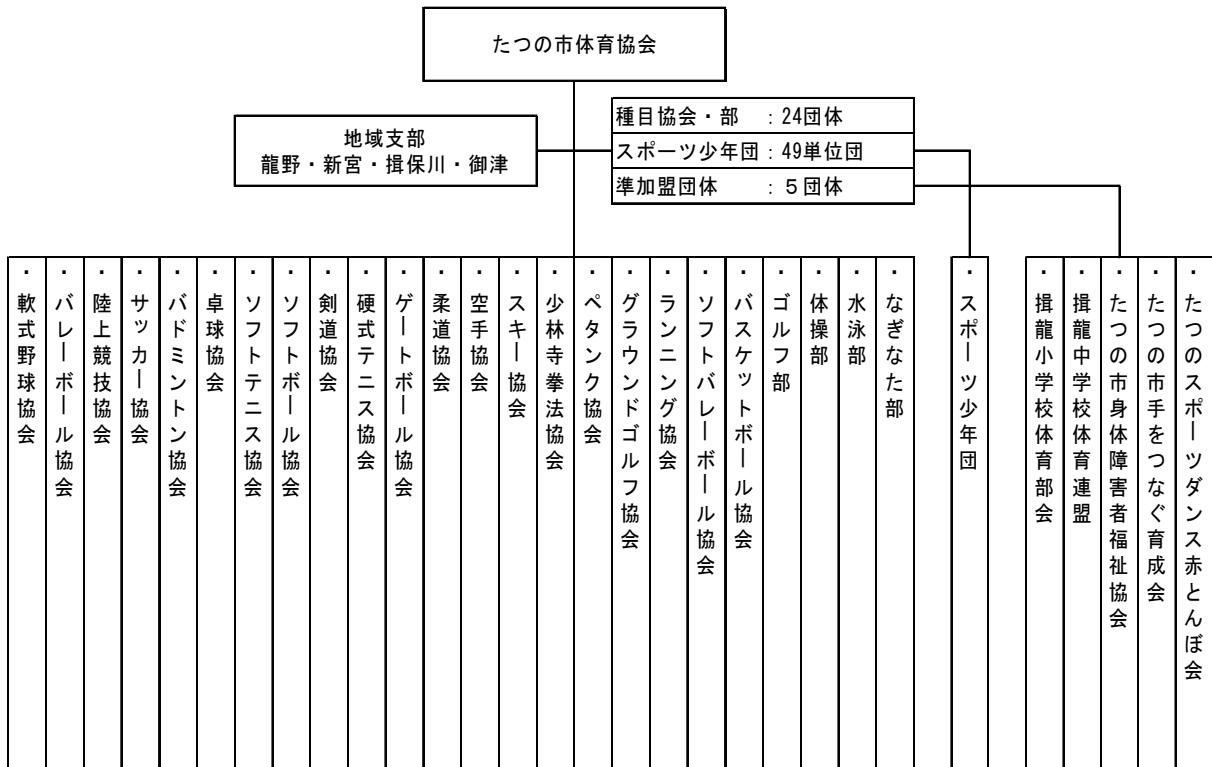 たつの市体育協会
地域支部
龍野・新宮・揖保川・御津
種目協会・部 : 24団体
スポーツ少年団 : 49単位団
準加盟団体 : 5団体
・軟式野球協会
・バレーボール協会
・陸上競技協会
・サッカー協会
・バドミントン協会
・卓球協会
・ソフトテニス協会
・ソフトボール協会
・剣道協会
・硬式テニス協会
・ゲートボール協会
・柔道協会
・空手協会
・スキー協会
・少林寺拳法協会
・ペタンク協会
・グラウンドゴルフ協会
・ランニング協会
・ソフトバレーボール協会
・バスケットボール協会
・ゴルフ部
・体操部
・水泳部
・なぎなた部
・スポーツ少年団
・揖龍小学校体育部会
・揖龍中学校体育連盟
・たつの市身体障害者福祉協会
・たつの市手をつなぐ育成会
・たつのスポーツダンス赤とんぼ会